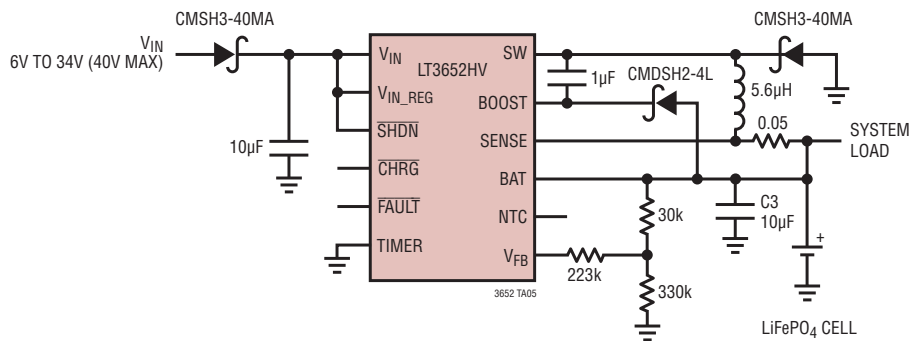 CMSH3-40MA
CMSH3-40MA
VIN
6V TO 34V (40V MAX)
VIN
LT3652HV
SW
1µF
CMDSH2-4L
5.6µH
VIN_REG
BOOST
SHDN
0.05
SYSTEM
LOAD
10µF
SENSE
CHRG
BAT
FAULT
NTC
30k
C3
10µF
+
TIMER
VFB
223k
330k
3652 TA05
LiFePO4 CELL